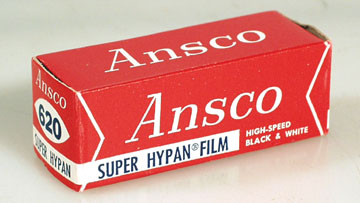 Ansco
Ansco
620
SUPER HYPAN
Ansco
SUPER HYPAN® FILM
HIGH-SPEED
BLACK & WHITE